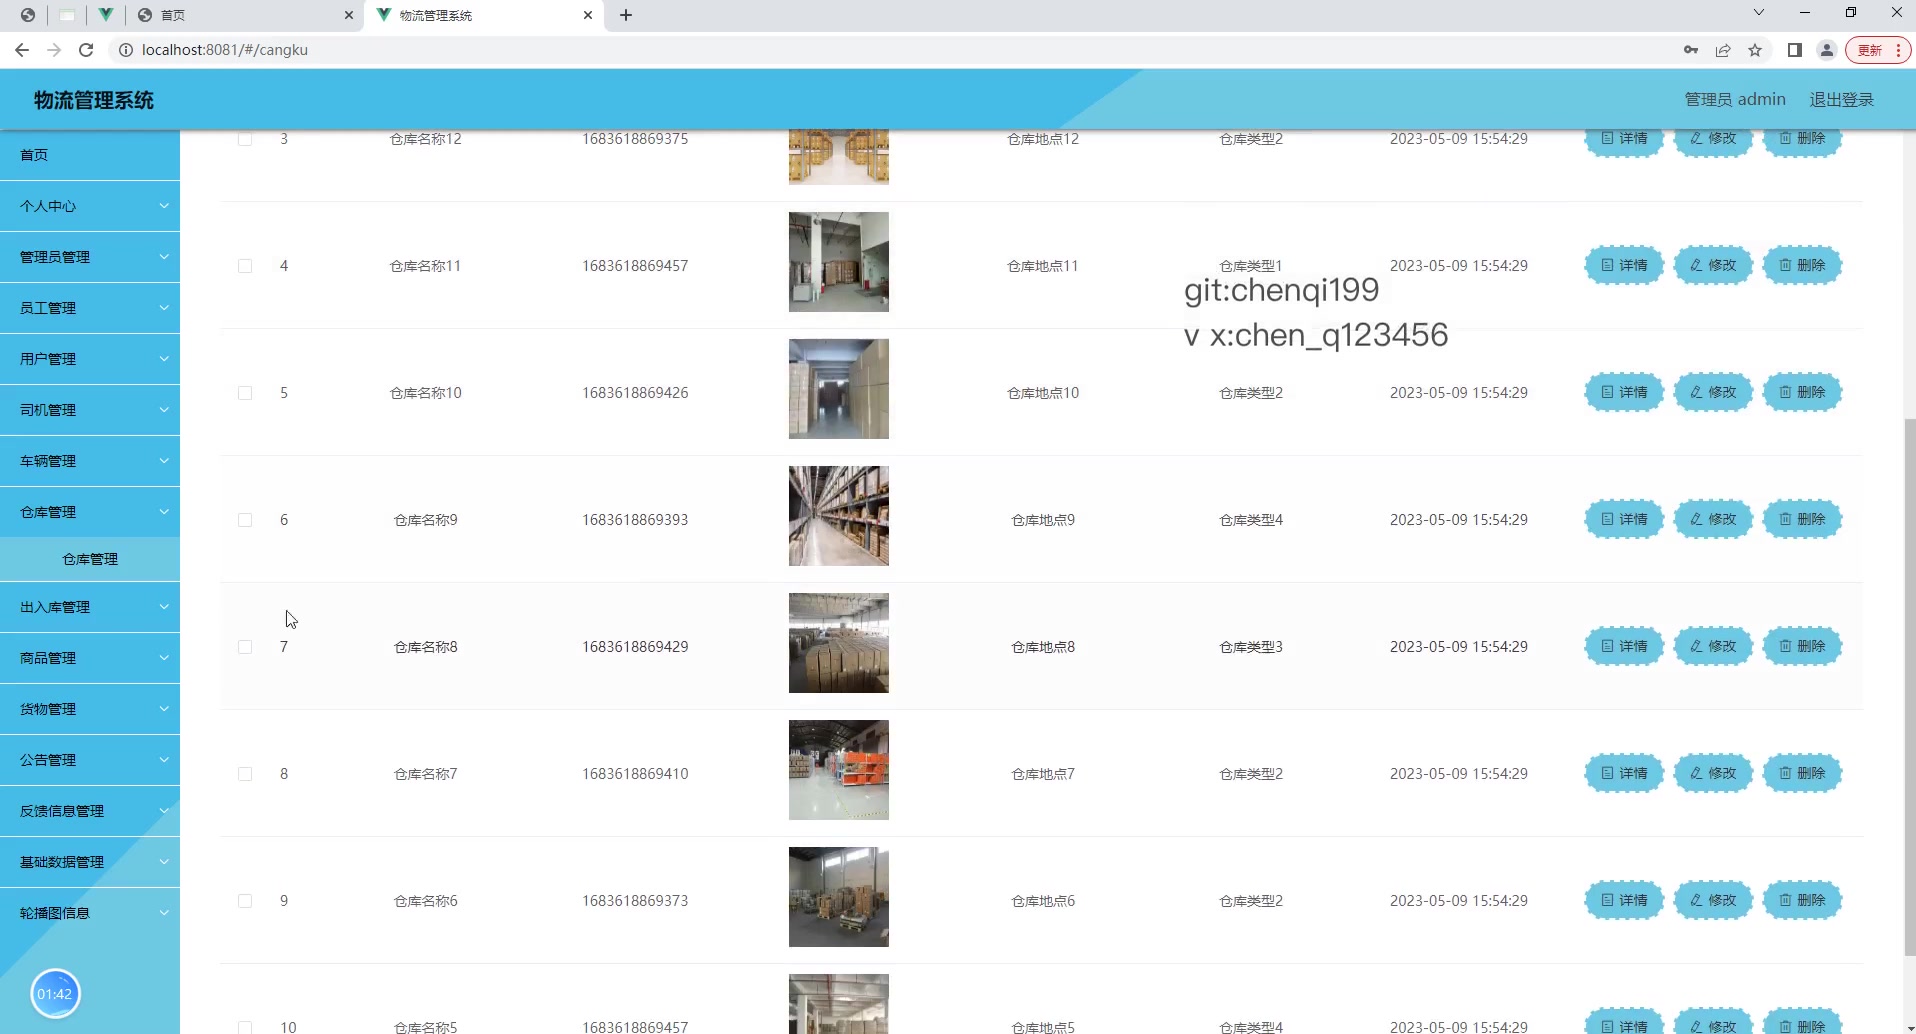 首页
物流管理系统
localhost:8081/#/cangku
更新
物流管理系统
管理员 admin
退出登录
首页
个人中心
管理员管理
员工管理
用户管理
司机管理
车辆管理
仓库管理
仓库管理
出入库管理
商品管理
货物管理
公告管理
反馈信息管理
基础数据管理
轮播图信息
01:42
3 仓库名称12 1683618869375 仓库地点12 仓库类型2 2023-05-09 15:54:29 详情 修改 删除
4 仓库名称11 1683618869457 仓库地点11 仓库类型1 2023-05-09 15:54:29 详情 修改 删除
git:chenqi199
v x:chen_q123456
5 仓库名称10 1683618869426 仓库地点10 仓库类型2 2023-05-09 15:54:29 详情 修改 删除
6 仓库名称9 1683618869393 仓库地点9 仓库类型4 2023-05-09 15:54:29 详情 修改 删除
7 仓库名称8 1683618869429 仓库地点8 仓库类型3 2023-05-09 15:54:29 详情 修改 删除
8 仓库名称7 1683618869410 仓库地点7 仓库类型2 2023-05-09 15:54:29 详情 修改 删除
9 仓库名称6 1683618869373 仓库地点6 仓库类型2 2023-05-09 15:54:29 详情 修改 删除
10 仓库名称5 1683618869457 仓库地点5 仓库类型4 2023-05-09 15:54:29 详情 修改 删除